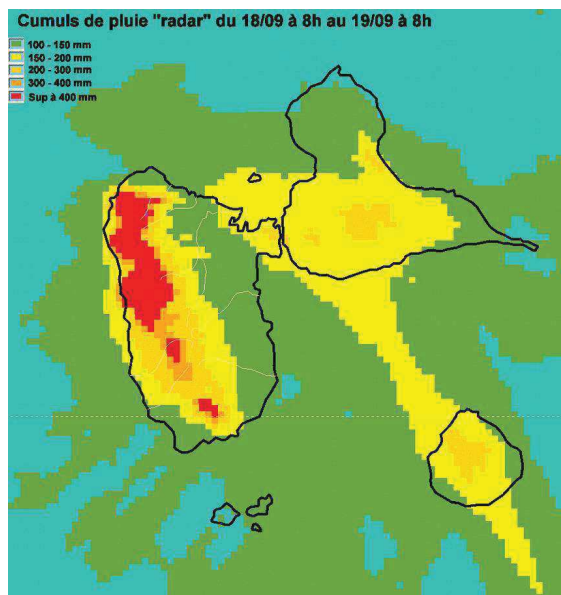 Cumuls de pluie "radar" du 18/09 à 8h au 19/09 à 8h
100 - 150 mm
150 - 200 mm
200 - 300 mm
300 - 400 mm
Sup à 400 mm